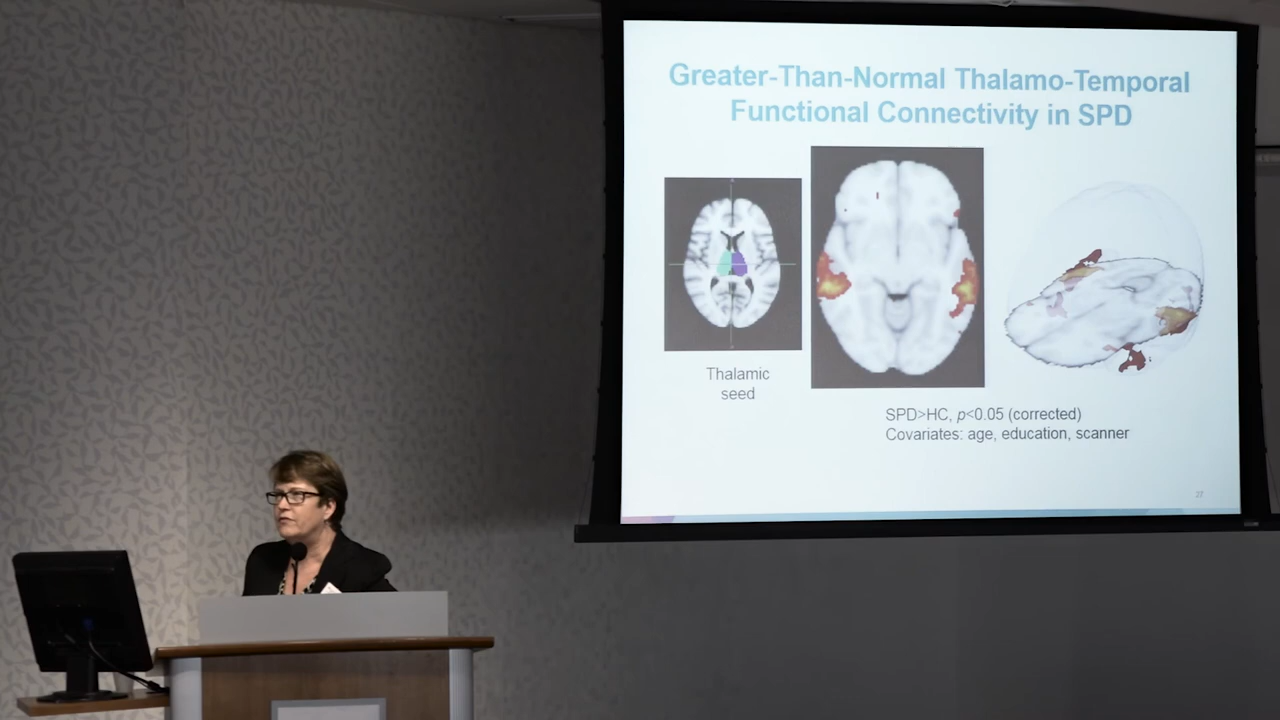 Greater-Than-Normal Thalamo-Temporal
Functional Connectivity in SPD
Thalamic
seed
SPD>HC, p<0.05 (corrected)
Covariates: age, education, scanner